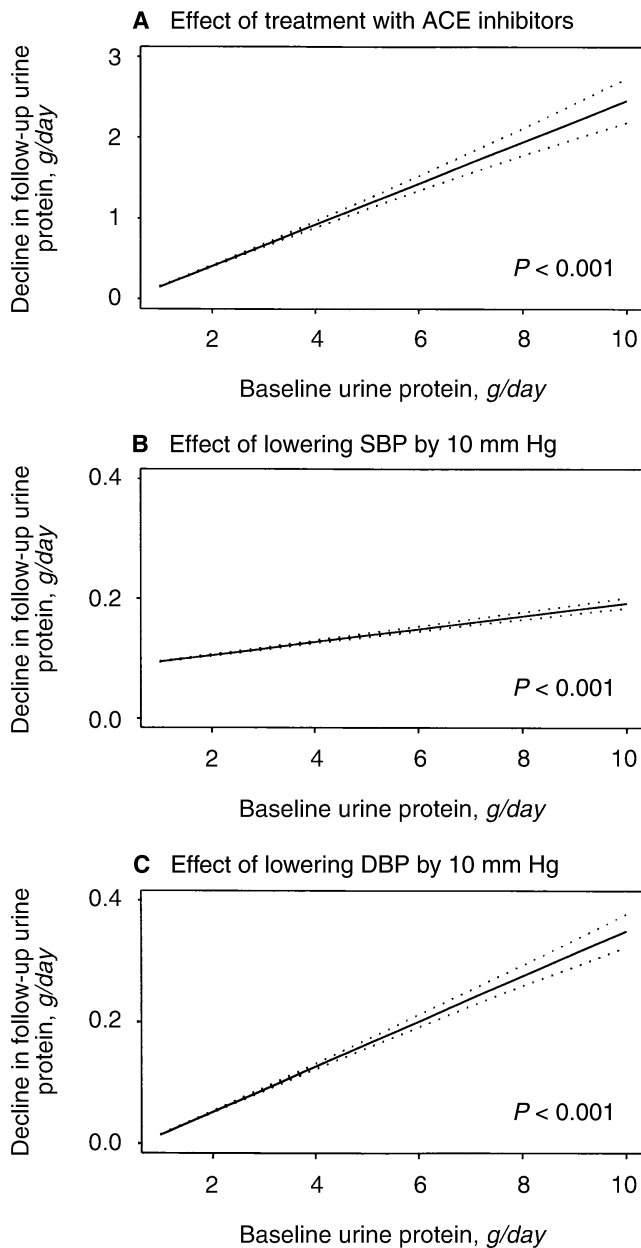 A Effect of treatment with ACE inhibitors
Decline in follow-up urine
protein, g/day
3
2
1
0
P < 0.001
2 4 6 8 10
Baseline urine protein, g/day
B Effect of lowering SBP by 10 mm Hg
Decline in follow-up urine
protein, g/day
0.4
0.2
0.0
P < 0.001
2 4 6 8 10
Baseline urine protein, g/day
C Effect of lowering DBP by 10 mm Hg
Decline in follow-up urine
protein, g/day
0.4
0.2
0.0
P < 0.001
2 4 6 8 10
Baseline urine protein, g/day